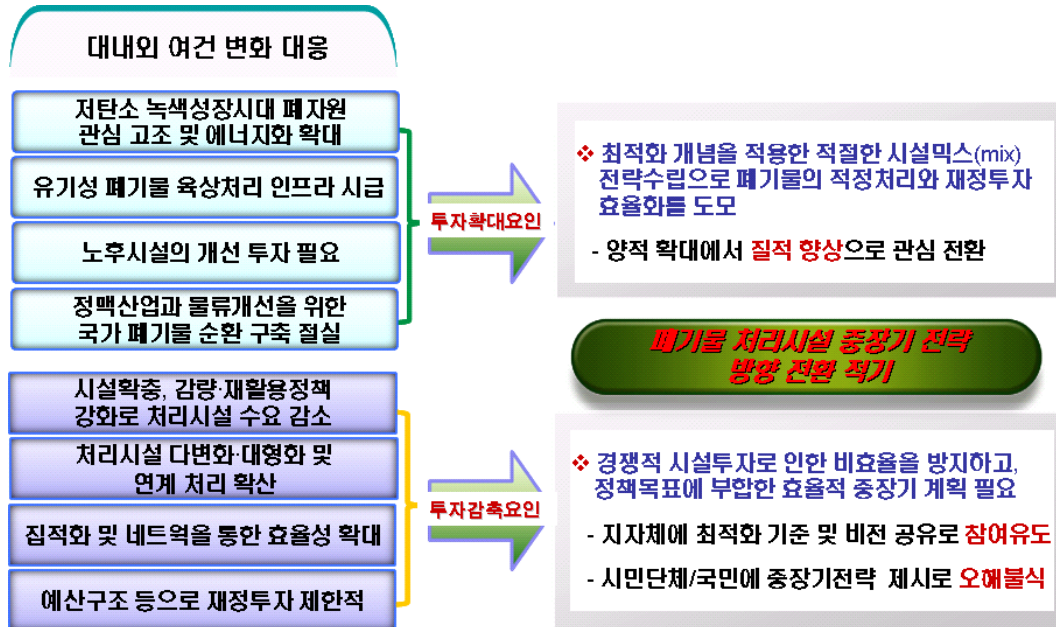 대내외 여건 변화 대응
저탄소 녹색성장시대 폐자원
관심 고조 및 에너지화 확대
유기성 폐기물 육상처리 인프라 시급
노후시설의 개선 투자 필요
정맥산업과 물류개선을 위한
국가 폐기물 순환 구축 절실
투자확대요인
❖ 최적화 개념을 적용한 적절한 시설믹스(mix)
전략수립으로 폐기물의 적정처리와 재정투자
효율화를 도모
- 양적 확대에서 질적 향상으로 관심 전환
폐기물 처리시설 중장기 전략
방향 전환 적기
시설확충, 감량·재활용정책
강화로 처리시설 수요 감소
처리시설 다변화·대형화 및
연계 처리 확산
집적화 및 네트웍을 통한 효율성 확대
예산구조 등으로 재정투자 제한적
투자감축요인
❖ 경쟁적 시설투자로 인한 비효율을 방지하고,
정책목표에 부합한 효율적 중장기 계획 필요
- 지자체에 최적화 기준 및 비전 공유로 참여유도
- 시민단체/국민에 중장기전략 제시로 오해불식